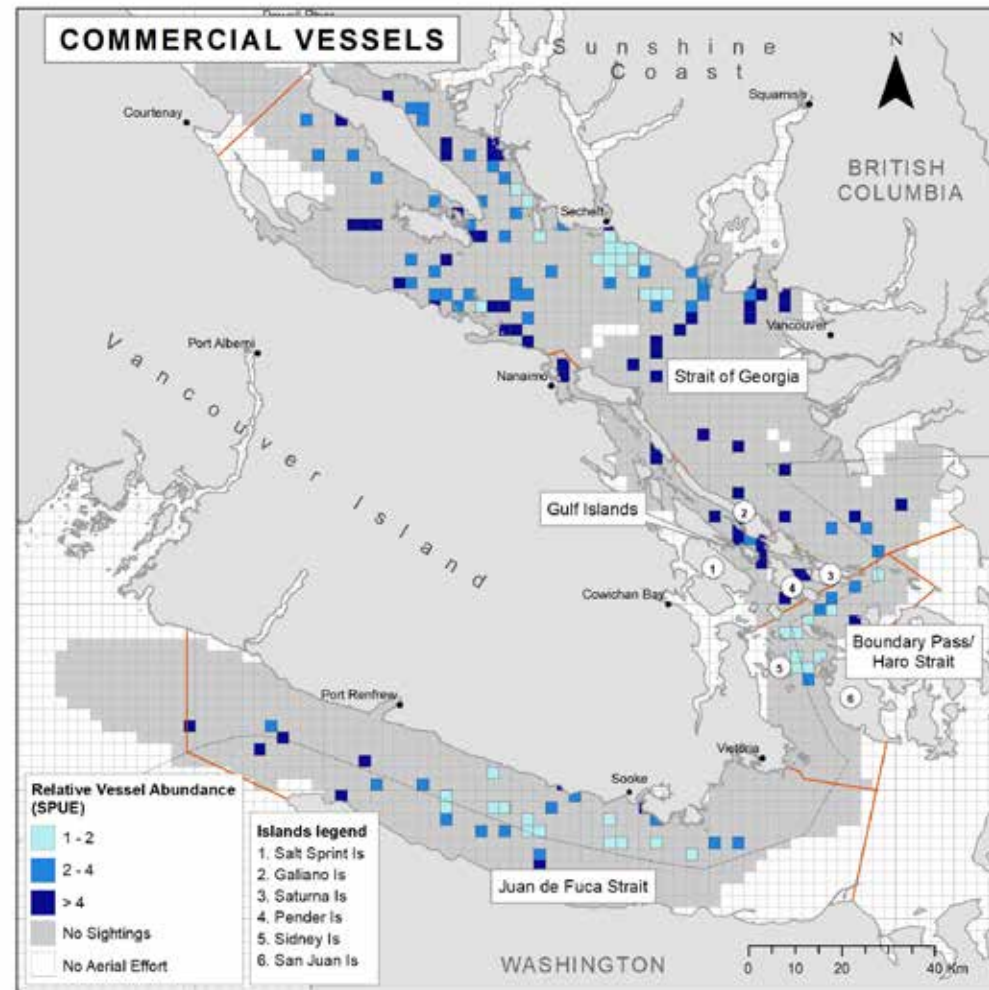 COMMERCIAL VESSELS
Powell River
Sunshine
Coast
N
Courtenay
Squamish
BRITISH
COLUMBIA
Sechelt
Vancouver
Port Alberni
Strait of Georgia
Nanaimo
Vancouver Island
Gulf Islands
2
1
3
4
Cowichan Bay
Boundary Pass/
Haro Strait
5
6
Port Renfrew
Victoria
Sooke
Relative Vessel Abundance
(SPUE)
1 - 2
2 - 4
> 4
No Sightings
No Aerial Effort
Islands legend
1. Salt Sprint Is
2. Galiano Is
3. Saturna Is
4. Pender Is
5. Sidney Is
6. San Juan Is
Juan de Fuca Strait
WASHINGTON
0 10 20 40 Km